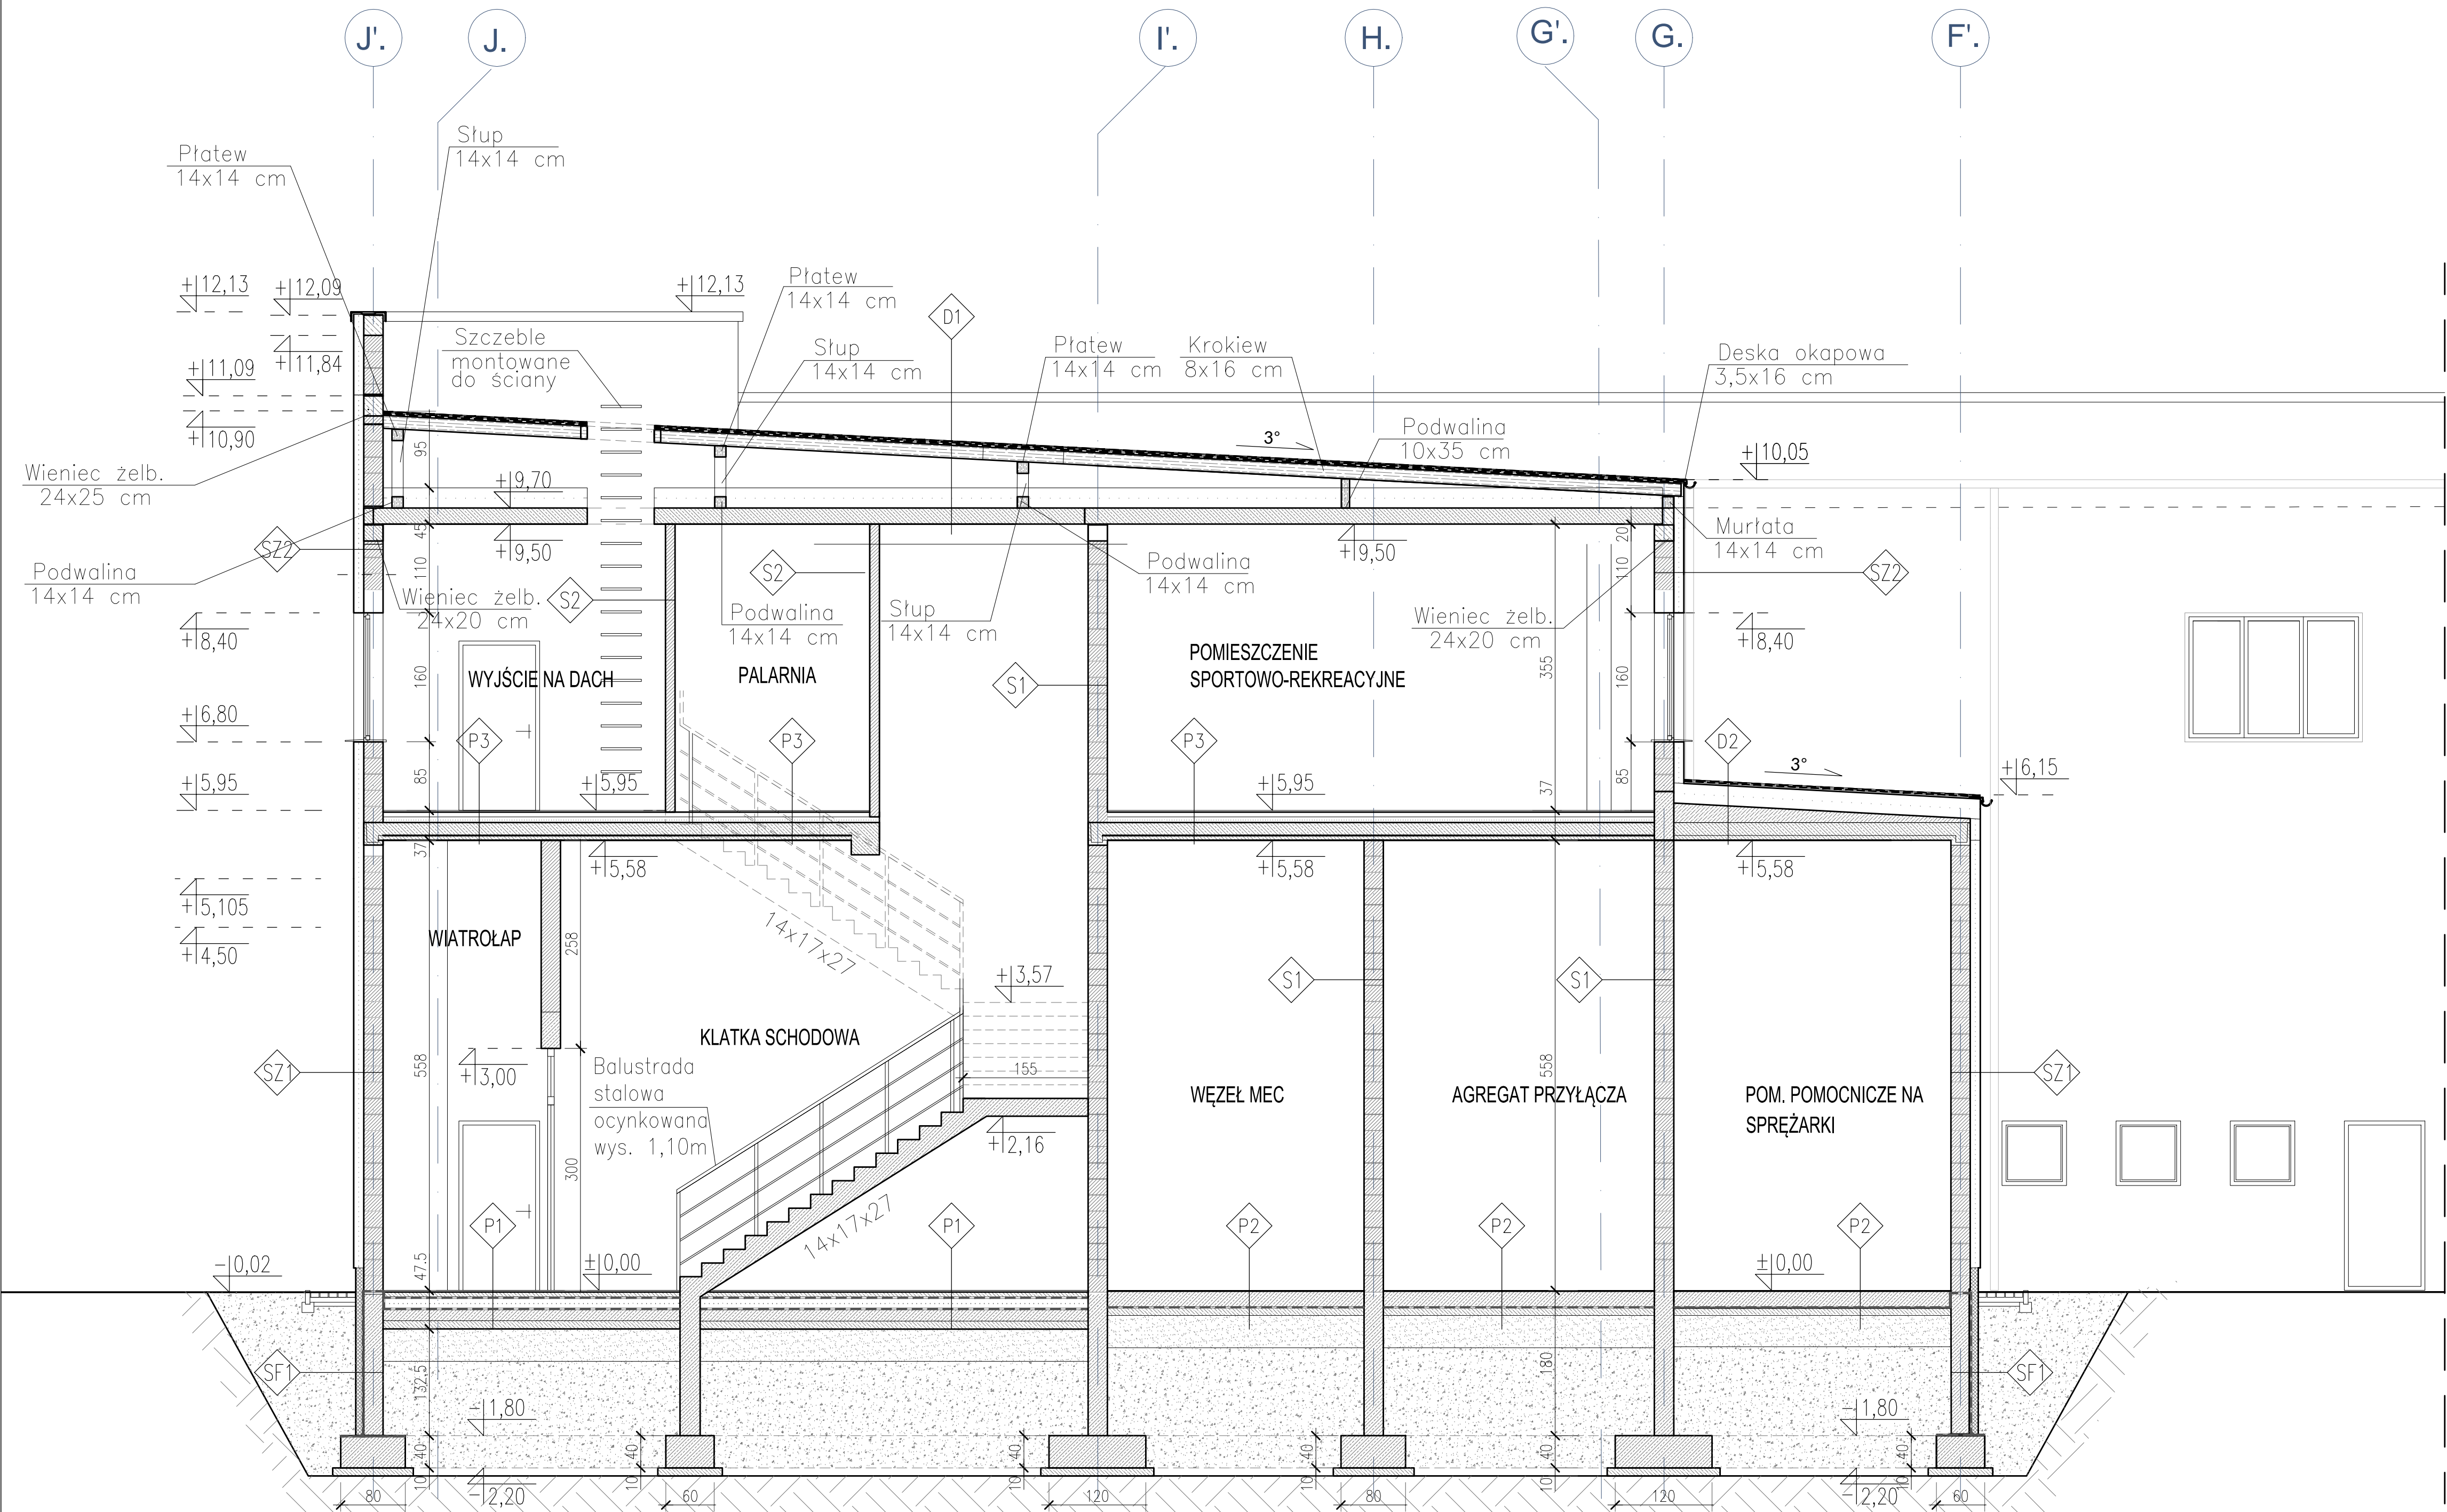 J'.
J.
I'.
H.
G'.
G.
F'.
Słup
14x14 cm
Płatew
14x14 cm
+12,13
+12,09
+11,84
+12,13
Płatew
14x14 cm
D1
Szczeble
montowane
do ściany
Słup
14x14 cm
Płatew
14x14 cm
Krokiew
8x16 cm
Deska okapowa
3,5x16 cm
+11,09
+10,90
3°
Podwalina
10x35 cm
+10,05
Wieniec żelb.
24x25 cm
95
+9,70
+9,50
45
+9,50
20
Murłata
14x14 cm
SZ2
Podwalina
14x14 cm
110
Wieniec żelb.
24x20 cm
S2
S2
Podwalina
14x14 cm
Słup
14x14 cm
Podwalina
14x14 cm
Wieniec żelb.
24x20 cm
110
SZ2
+8,40
+8,40
160
WYJŚCIE NA DACH
PALARNIA
S1
POMIESZCZENIE
SPORTOWO-REKREACYJNE
355
160
+6,80
P3
P3
P3
D2
3°
+6,15
+5,95
85
+5,95
+5,95
37
85
37
+5,58
+5,58
+5,58
+5,105
+4,50
WIATROŁAP
258
14x17x27
+3,57
S1
S1
KLATKA SCHODOWA
+3,00
SZ1
558
Balustrada
stalowa
ocynkowana
wys. 1,10m
155
558
SZ1
WĘZEŁ MEC
AGREGAT PRZYŁĄCZA
POM. POMOCNICZE NA
SPRĘŻARKI
+2,16
300
14x17x27
P1
P1
P2
P2
P2
-0,02
47.5
±0,00
±0,00
SF1
132.5
180
SF1
-1,80
-1,80
40
40
40
40
40
40
10
10
10
10
10
10
-2,20
-2,20
80
60
120
80
120
60